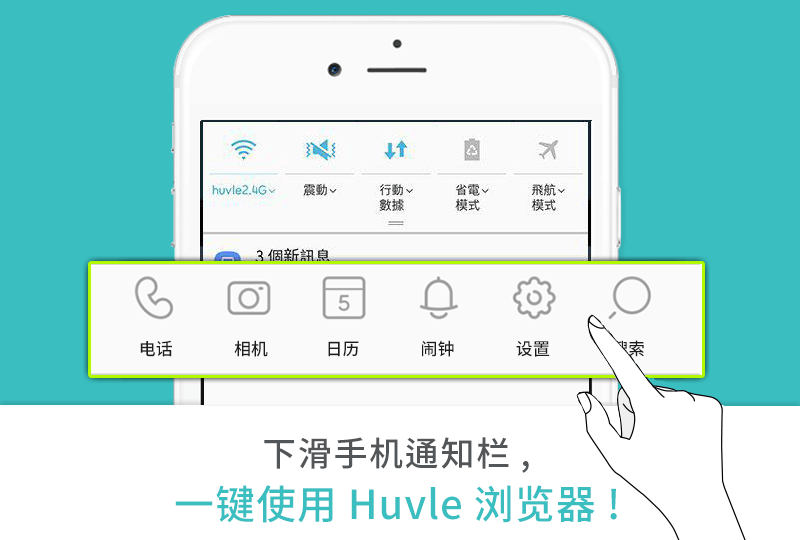 huvle2.4G 震動 行動 省電 飛航
數據 模式 模式
3 個新訊息
5
电话 相机 日历 闹钟 设置 索
下滑手机通知栏，
一键使用 Huvle 浏览器！